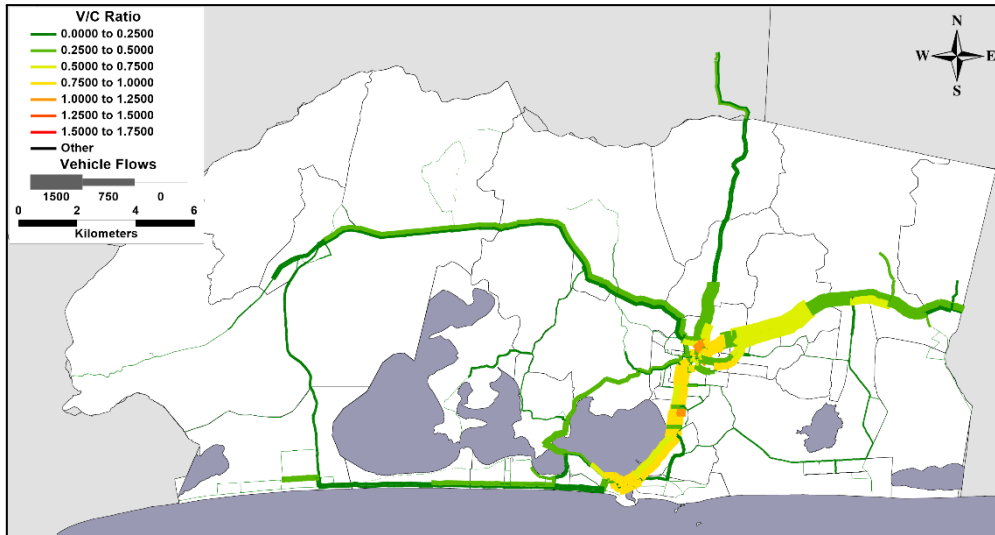 V/C Ratio
0.0000 to 0.2500
0.2500 to 0.5000
0.5000 to 0.7500
0.7500 to 1.0000
1.0000 to 1.2500
1.2500 to 1.5000
1.5000 to 1.7500
Other
Vehicle Flows
1500 750 0
0 2 4 6
Kilometers
N
W E
S